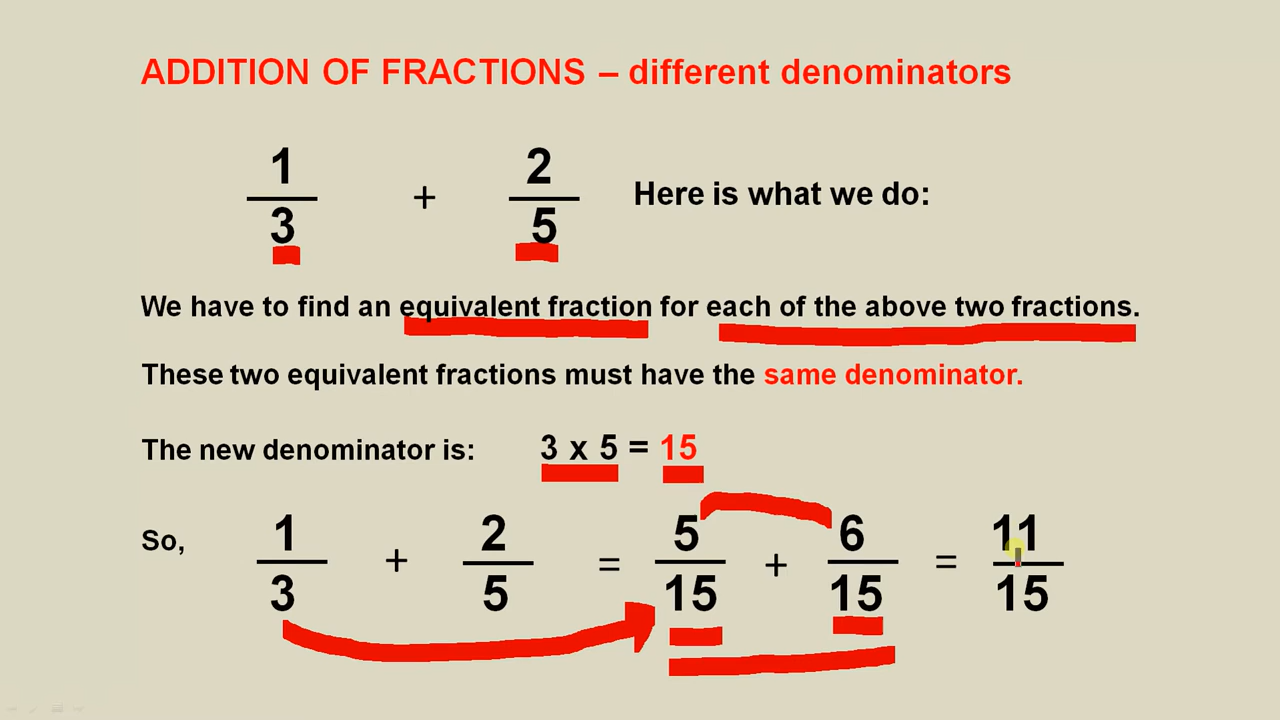 ADDITION OF FRACTIONS – different denominators
1/3 + 2/5 Here is what we do:
We have to find an equivalent fraction for each of the above two fractions.
These two equivalent fractions must have the same denominator.
The new denominator is: 3 x 5 = 15
So, 1/3 + 2/5 = 5/15 + 6/15 = 11/15